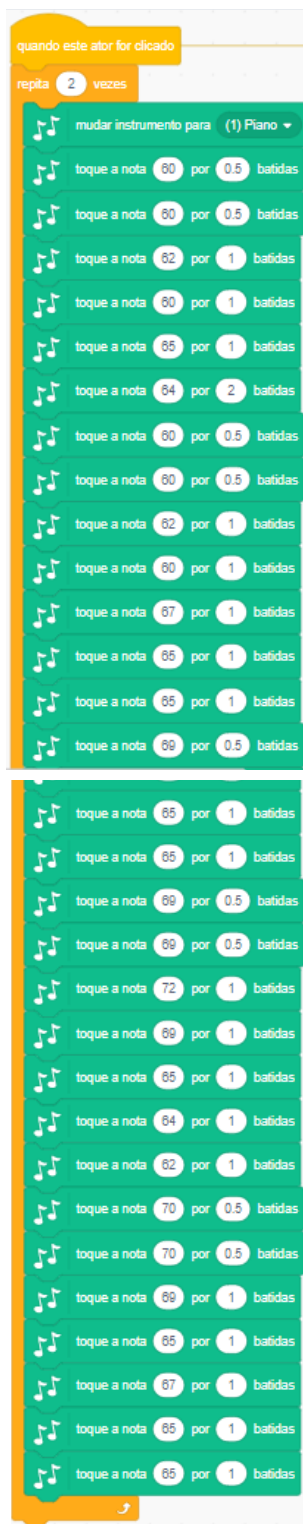 quando este ator for clicado
repita 2 vezes
mudar instrumento para (1) Piano
toque a nota 60 por 0.5 batidas
toque a nota 60 por 0.5 batidas
toque a nota 62 por 1 batidas
toque a nota 60 por 1 batidas
toque a nota 65 por 1 batidas
toque a nota 64 por 2 batidas
toque a nota 60 por 0.5 batidas
toque a nota 60 por 0.5 batidas
toque a nota 62 por 1 batidas
toque a nota 60 por 1 batidas
toque a nota 67 por 1 batidas
toque a nota 65 por 1 batidas
toque a nota 65 por 1 batidas
toque a nota 69 por 0.5 batidas
toque a nota 65 por 1 batidas
toque a nota 65 por 1 batidas
toque a nota 69 por 0.5 batidas
toque a nota 69 por 0.5 batidas
toque a nota 72 por 1 batidas
toque a nota 69 por 1 batidas
toque a nota 65 por 1 batidas
toque a nota 64 por 1 batidas
toque a nota 62 por 1 batidas
toque a nota 70 por 0.5 batidas
toque a nota 70 por 0.5 batidas
toque a nota 69 por 1 batidas
toque a nota 65 por 1 batidas
toque a nota 67 por 1 batidas
toque a nota 65 por 1 batidas
toque a nota 65 por 1 batidas